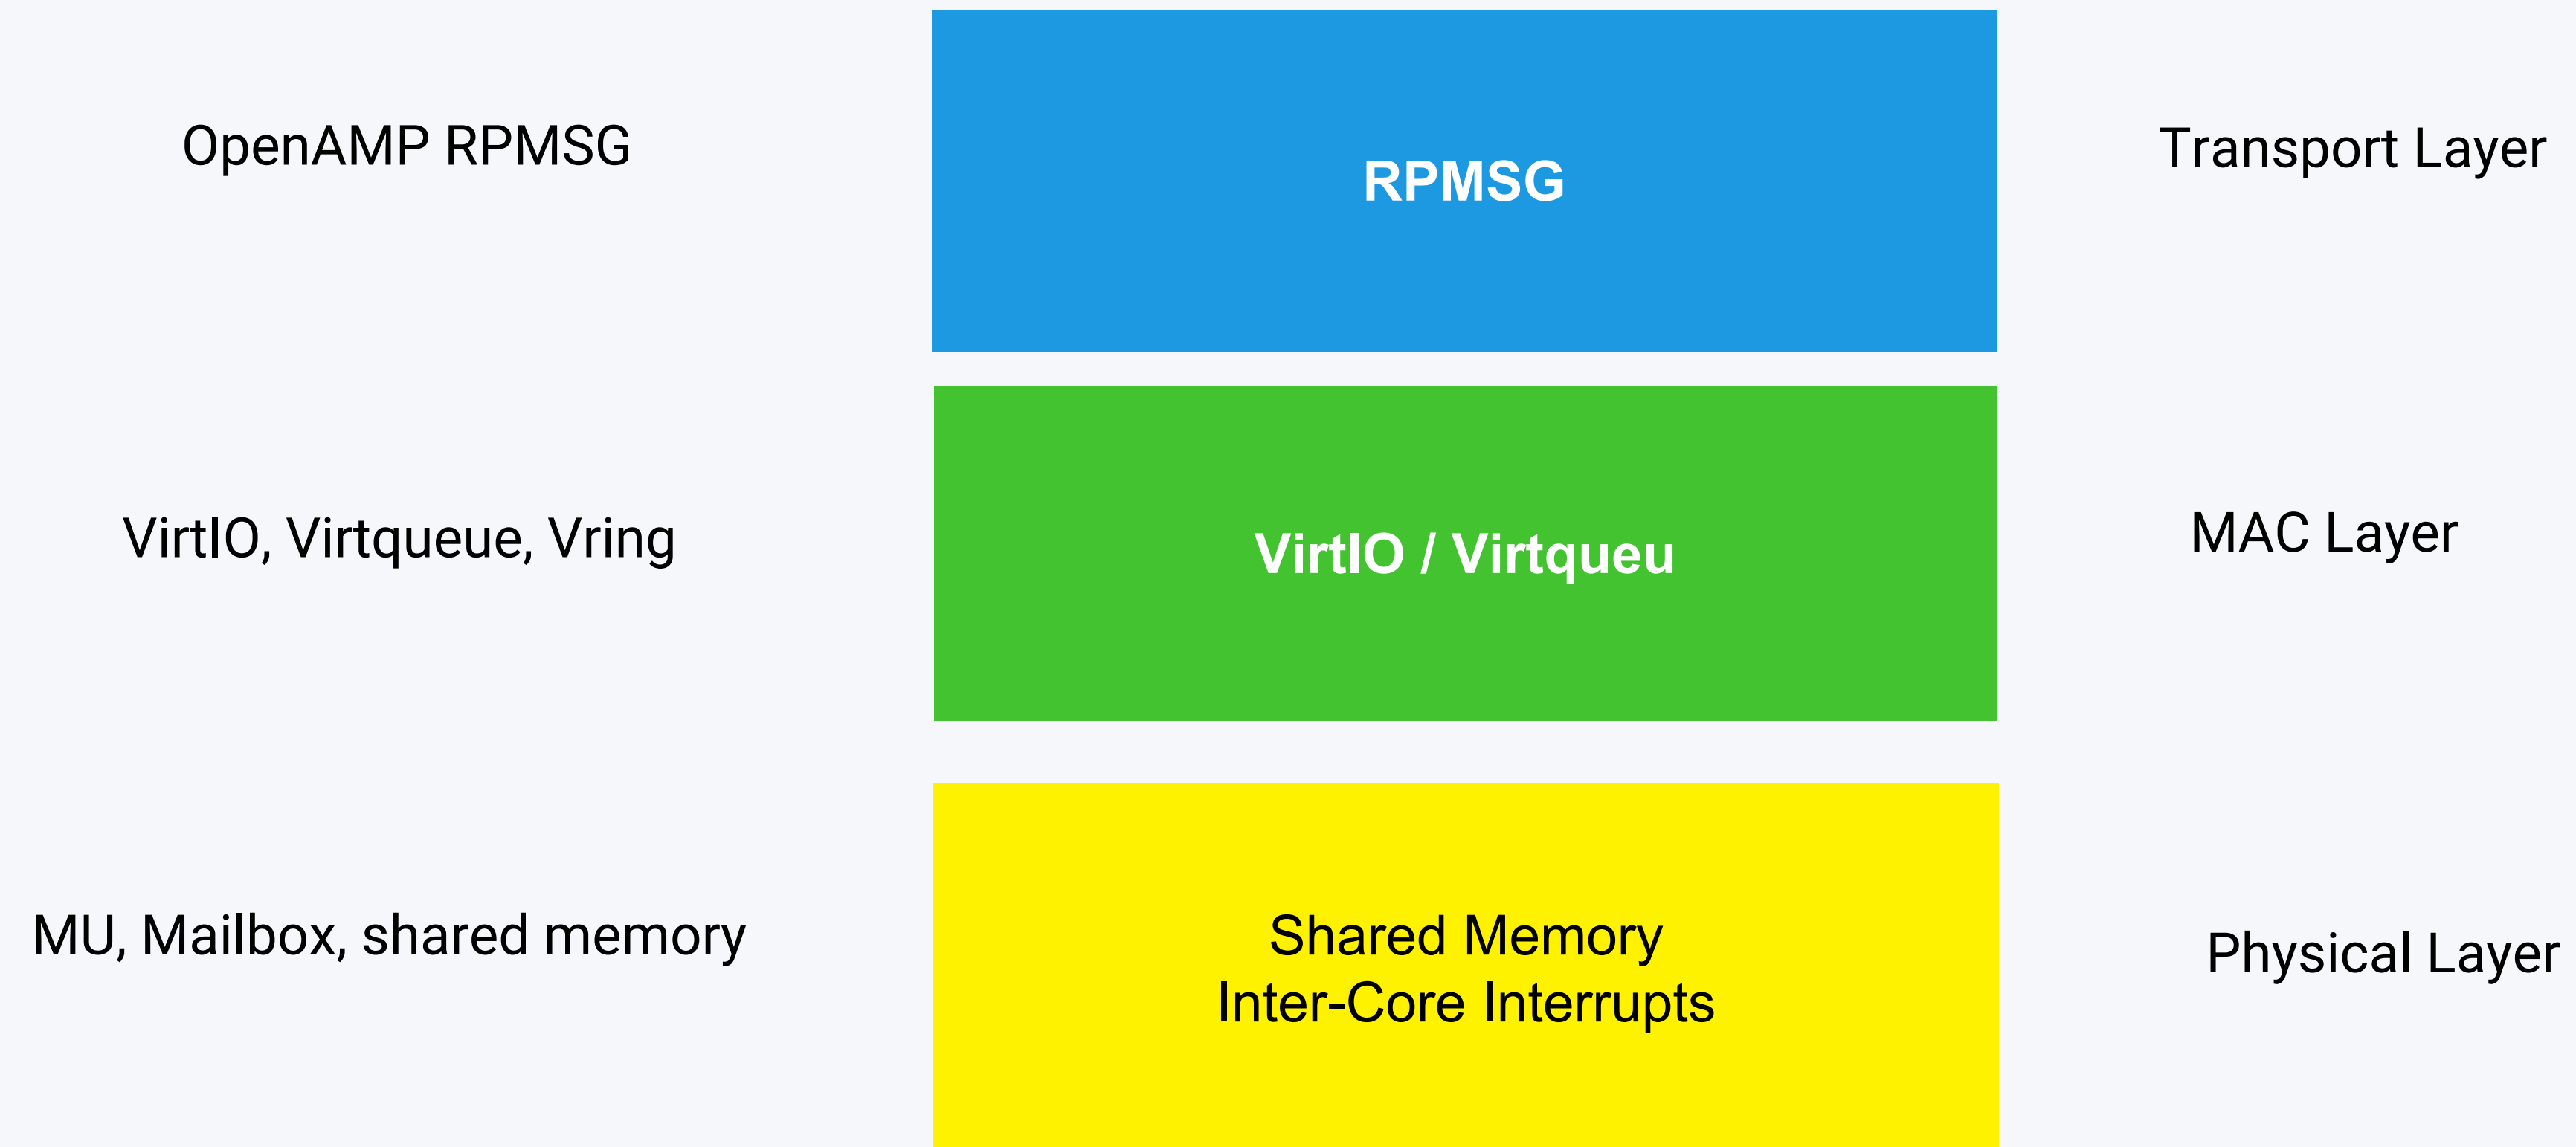 OpenAMP RPMSG
RPMSG
Transport Layer
VirtIO, Virtqueue, Vring
VirtIO / Virtqueu
MAC Layer
MU, Mailbox, shared memory
Shared Memory
Inter-Core Interrupts
Physical Layer